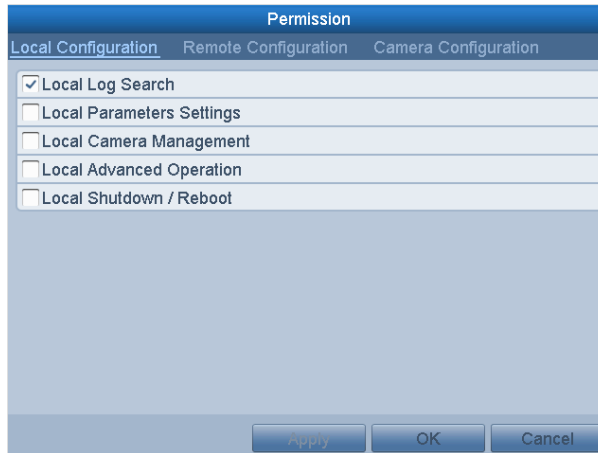 Permission
Local Configuration Remote Configuration Camera Configuration
Local Log Search
Local Parameters Settings
Local Camera Management
Local Advanced Operation
Local Shutdown / Reboot
Apply OK Cancel